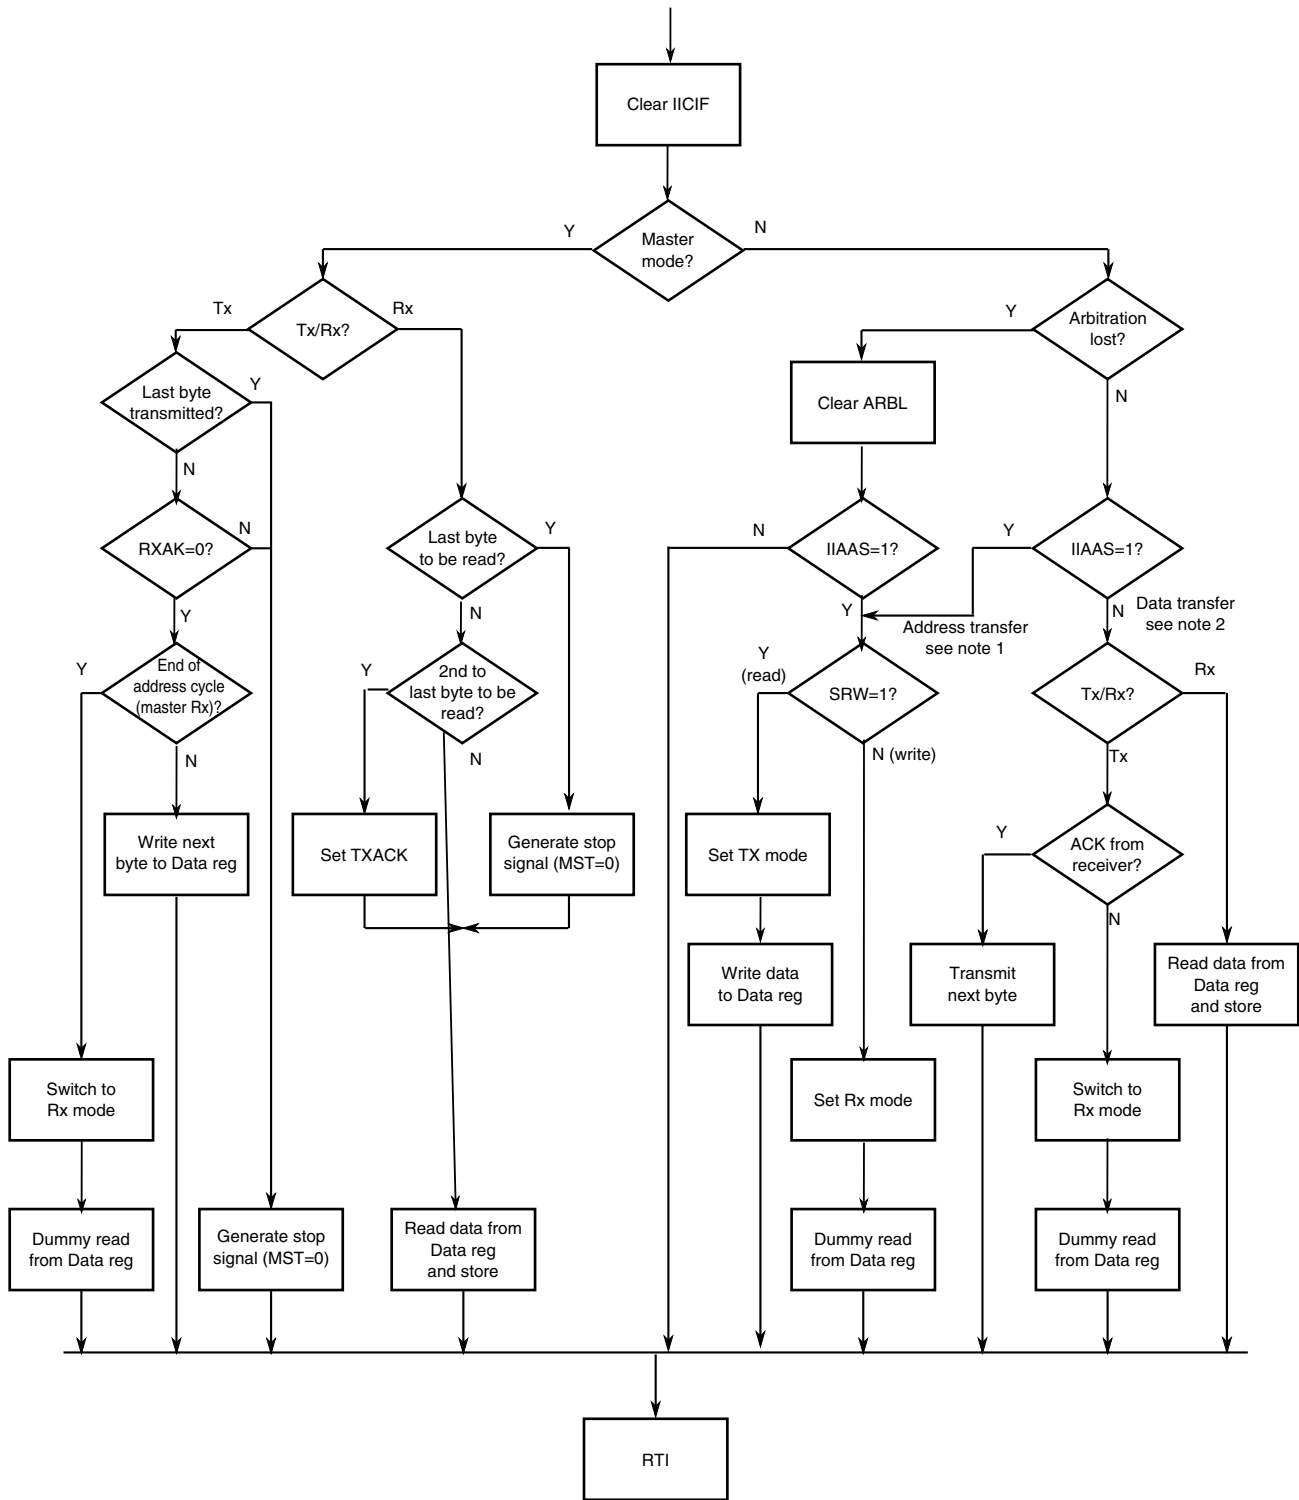 Clear IICIF
Y
Master
mode?
N
Tx
Tx/Rx?
Rx
Y
Arbitration
lost?
N
Last byte
transmitted?
Y
N
Clear ARBL
RXAK=0?
N
Y
Last byte
to be read?
Y
N
N
IIAAS=1?
Y
Y
IIAAS=1?
N
Data transfer
see note 2
Address transfer
see note 1
Y
End of
address cycle
(master Rx)?
N
Y
2nd to
last byte to be
read?
N
Y
(read)
SRW=1?
N (write)
Tx/Rx?
Rx
Tx
Write next
byte to Data reg
Set TXACK
Generate stop
signal (MST=0)
Set TX mode
Y
ACK from
receiver?
N
Write data
to Data reg
Transmit
next byte
Read data from
Data reg
and store
Switch to
Rx mode
Set Rx mode
Switch to
Rx mode
Dummy read
from Data reg
Generate stop
signal (MST=0)
Read data from
Data reg
and store
Dummy read
from Data reg
Dummy read
from Data reg
RTI